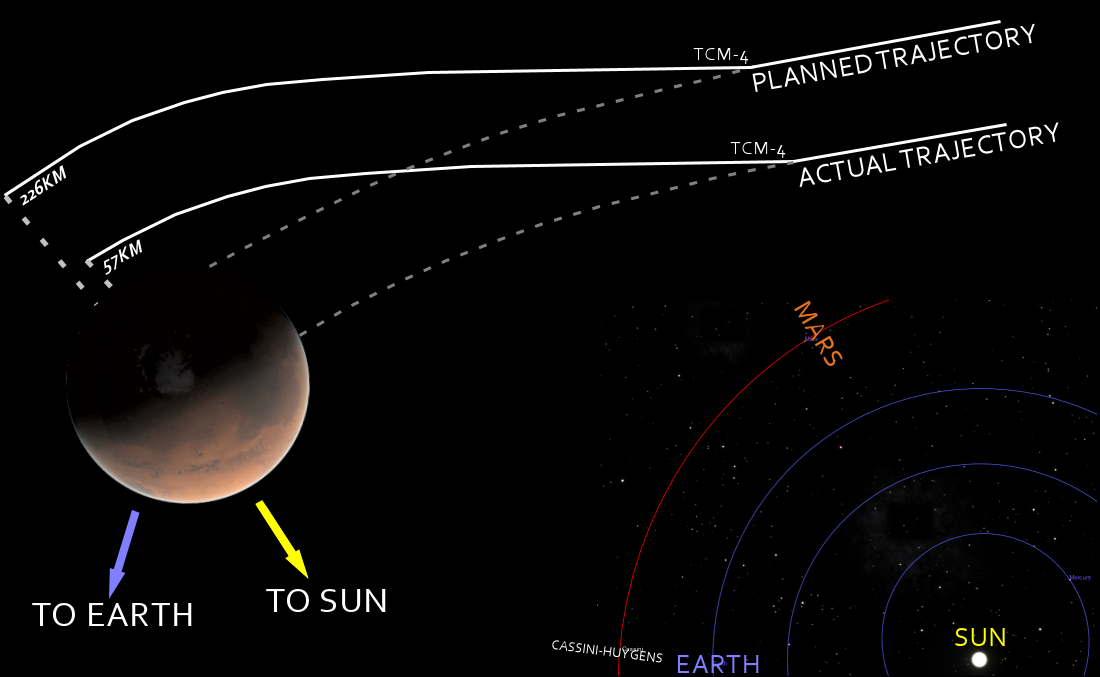 TCM-4
PLANNED TRAJECTORY
TCM-4
ACTUAL TRAJECTORY
226KM
57KM
MARS
Mercury
TO EARTH
TO SUN
SUN
CASSINI-HUYGENS
EARTH